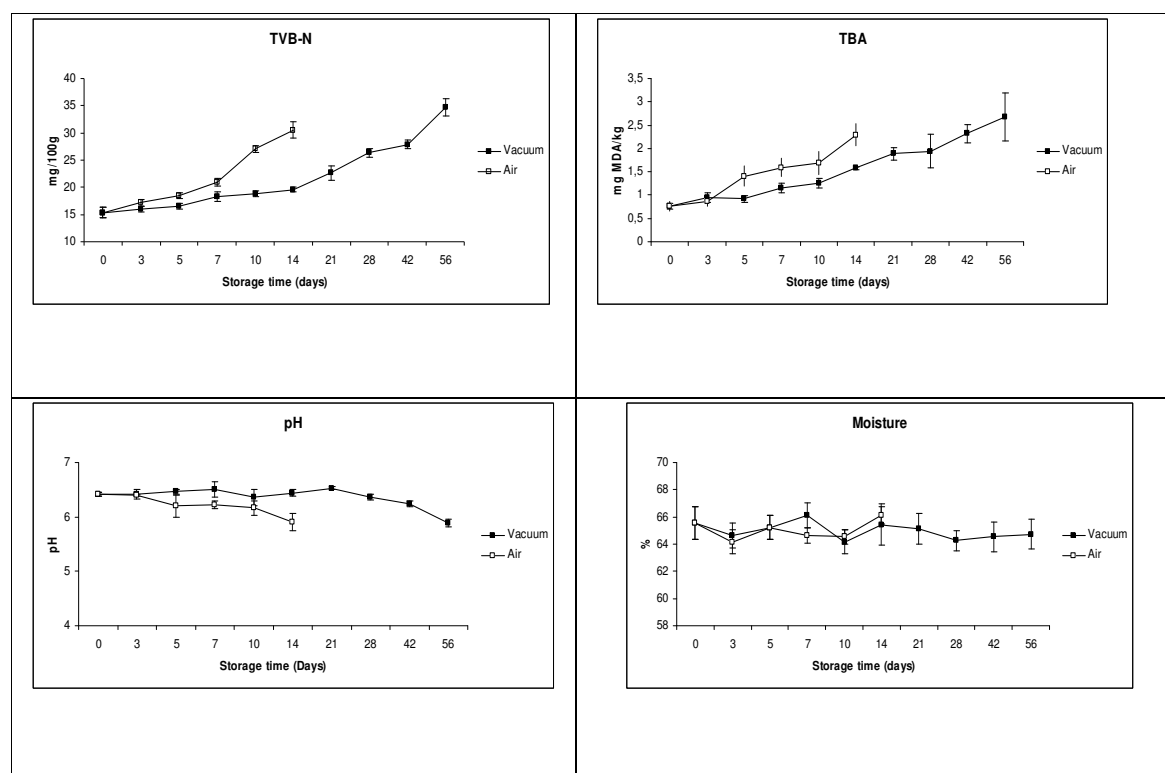 TVB-N
40
35
30
25
20
15
10
mg/100g
0 3 5 7 10 14 21 28 42 56
Storage time (days)
Vacuum
Air
TBA
3,5
3
2,5
2
1,5
1
0,5
0
mg MDA/kg
0 3 5 7 10 14 21 28 42 56
Storage time (days)
Vacuum
Air
pH
7
6
5
4
pH
0 3 5 7 10 14 21 28 42 56
Storage time (Days)
Vacuum
Air
Moisture
70
68
66
64
62
60
58
%
0 3 5 7 10 14 21 28 42 56
Storage time (days)
Vacuum
Air